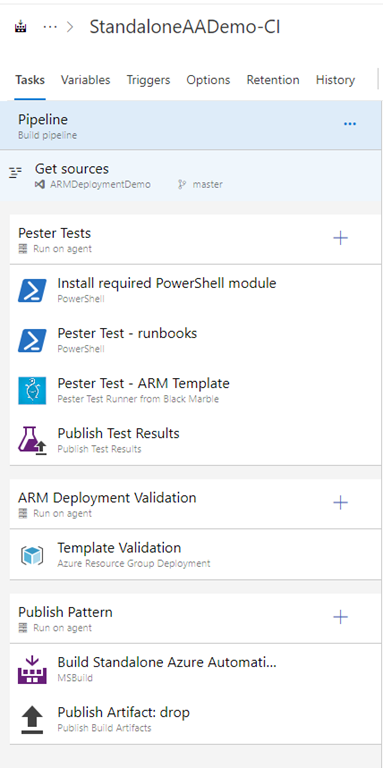 ... > StandaloneAADemo-CI
Tasks Variables Triggers Options Retention History
Pipeline
Build pipeline
...
Get sources
ARMDeploymentDemo master
Pester Tests
Run on agent
Install required PowerShell module
PowerShell
Pester Test - runbooks
PowerShell
Pester Test - ARM Template
Pester Test Runner from Black Marble
Publish Test Results
Publish Test Results
ARM Deployment Validation
Run on agent
Template Validation
Azure Resource Group Deployment
Publish Pattern
Run on agent
Build Standalone Azure Automati...
MSBuild
Publish Artifact: drop
Publish Build Artifacts